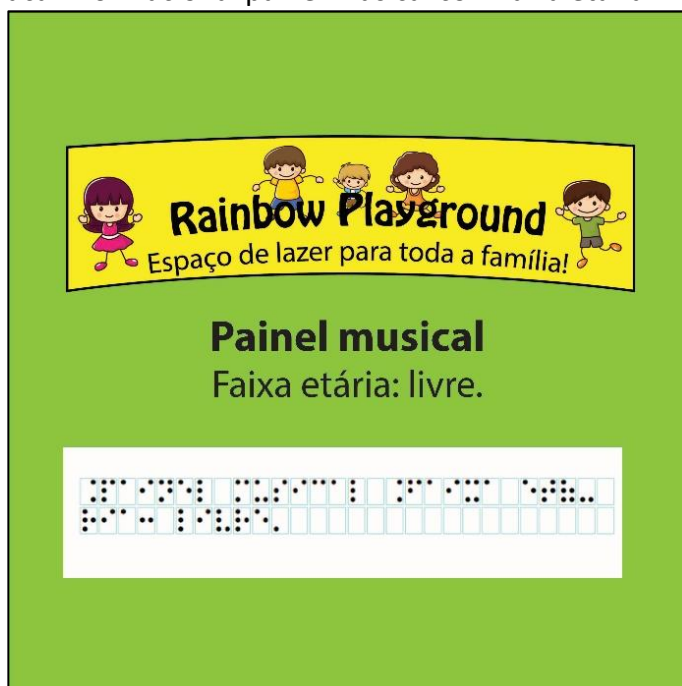 Rainbow Playground
Espaço de lazer para toda a família!
Painel musical
Faixa etária: livre.
⠨⠏⠁⠊⠝⠑⠇ ⠍⠥⠎⠊⠉⠁⠇ ⠨⠋⠁⠊⠭⠁ ⠑⠞⠷⠤
⠗⠊⠁⠒ ⠇⠊⠧⠗⠑⠄